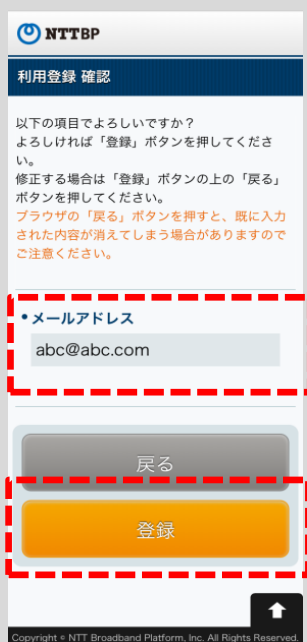 NTTBP
利用登録 確認
以下の項目でよろしいですか？
よろしければ「登録」ボタンを押してくださ
い。
修正する場合は「登録」ボタンの上の「戻る」
ボタンを押してください。
ブラウザの「戻る」ボタンを押すと、既に入力
された内容が消えてしまう場合がありますので
ご注意ください。
•メールアドレス
abc@abc.com
戻る
登録
Copyright © NTT Broadband Platform, Inc. All Rights Reserved.